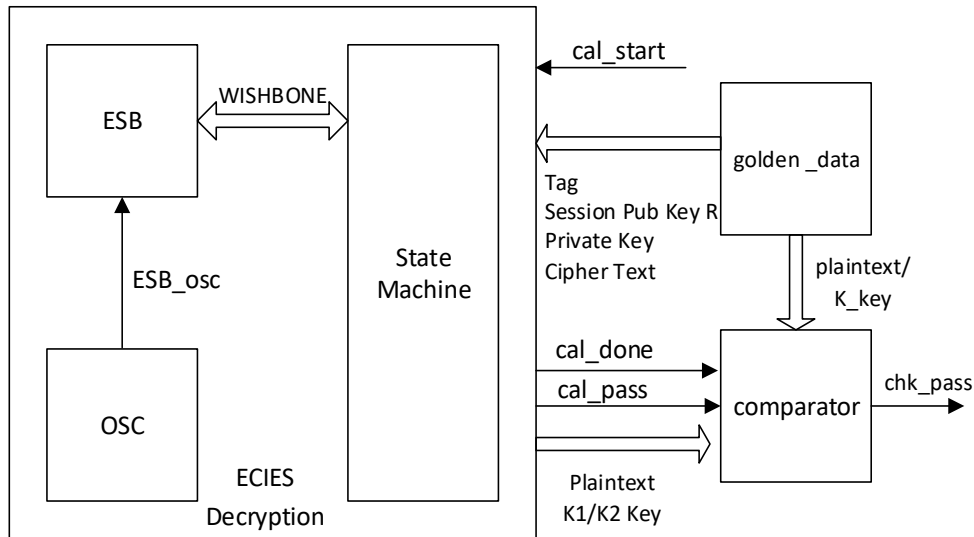 cal_start
WISHBONE
ESB
golden _data
Tag
Session Pub Key R
Private Key
Cipher Text
State
Machine
ESB_osc
plaintext/
K_key
cal_done
cal_pass
comparator
chk_pass
OSC
ECIES
Decryption
Plaintext
K1/K2 Key